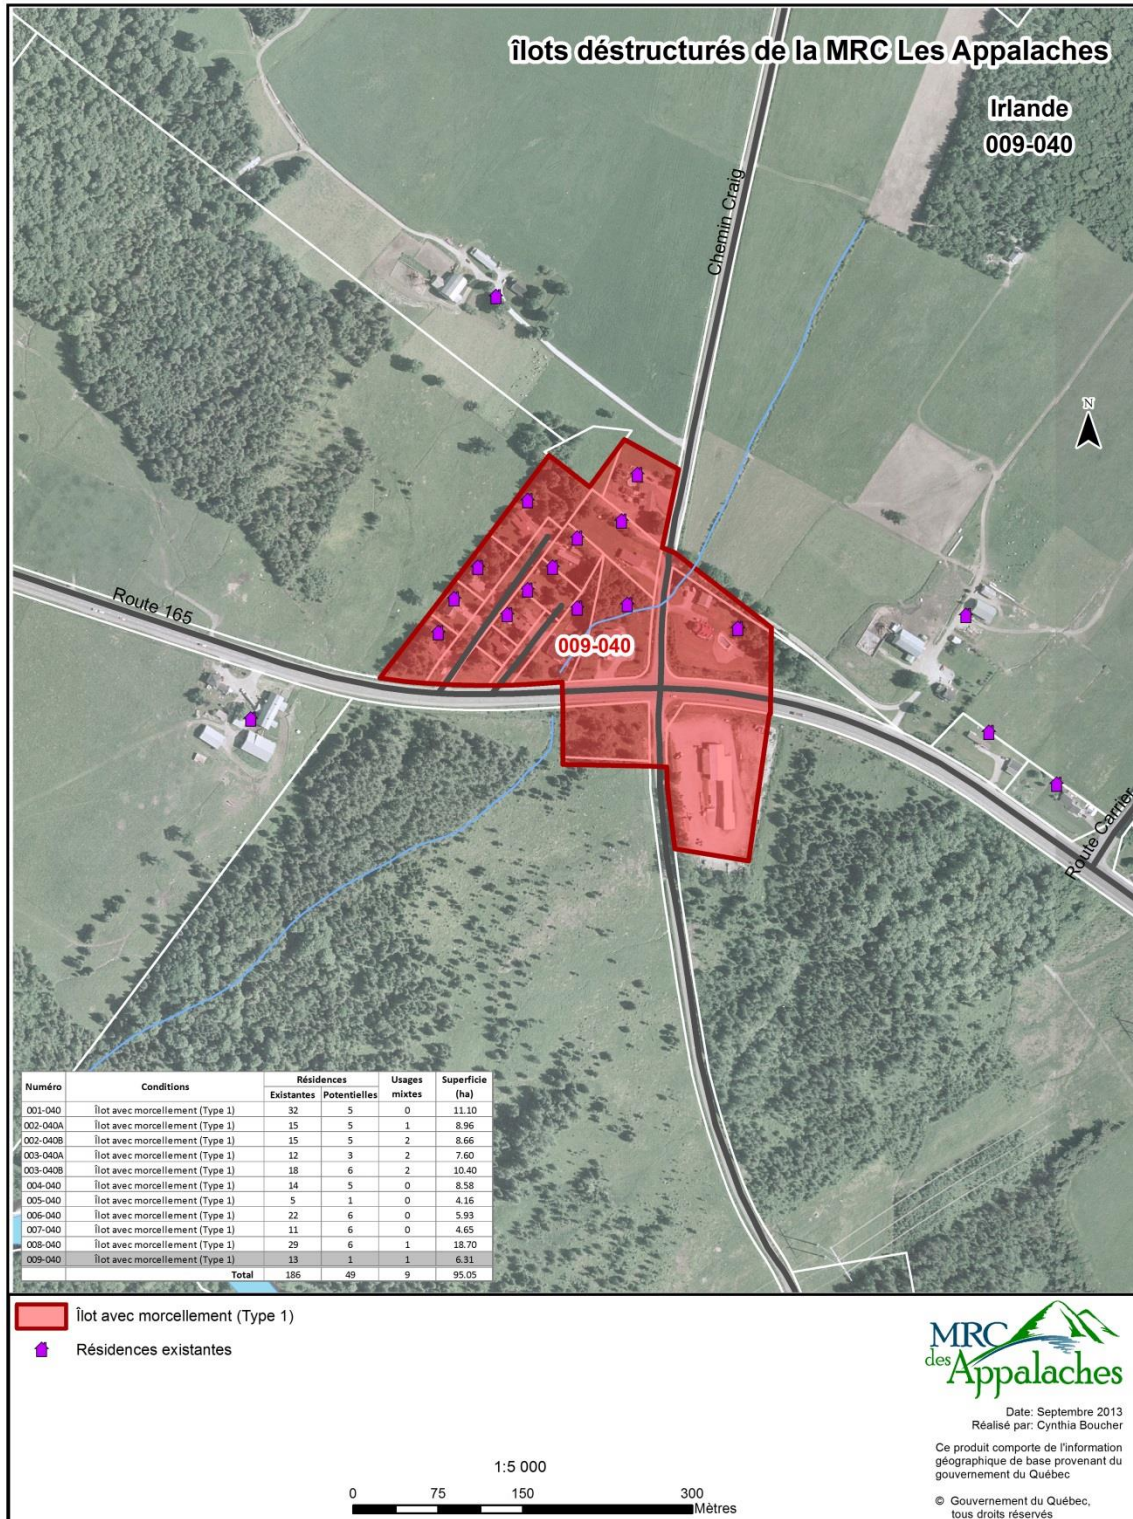 îlots déstructurés de la MRC Les Appalaches
Irlande
009-040
Chemin Craig
N
Route 165
009-040
Route Carrier
Numéro Conditions Résidences Usages mixtes Superficie (ha)
Existantes Potentielles
001-040 Îlot avec morcellement (Type 1) 32 5 0 11.10
002-040A Îlot avec morcellement (Type 1) 15 5 1 8.96
002-040B Îlot avec morcellement (Type 1) 15 5 2 8.66
003-040A Îlot avec morcellement (Type 1) 12 3 2 7.60
003-040B Îlot avec morcellement (Type 1) 18 6 2 10.40
004-040 Îlot avec morcellement (Type 1) 14 5 0 8.58
005-040 Îlot avec morcellement (Type 1) 5 1 0 4.16
006-040 Îlot avec morcellement (Type 1) 22 6 0 5.93
007-040 Îlot avec morcellement (Type 1) 11 6 0 4.65
008-040 Îlot avec morcellement (Type 1) 29 6 1 18.70
009-040 Îlot avec morcellement (Type 1) 13 1 1 6.31
Total 186 49 9 95.05
Îlot avec morcellement (Type 1)
Résidences existantes
MRC
des Appalaches
Date: Septembre 2013
Réalisé par: Cynthia Boucher
Ce produit comporte de l'information
géographique de base provenant du
gouvernement du Québec
© Gouvernement du Québec,
tous droits réservés
1:5 000
0 75 150 300
Mètres